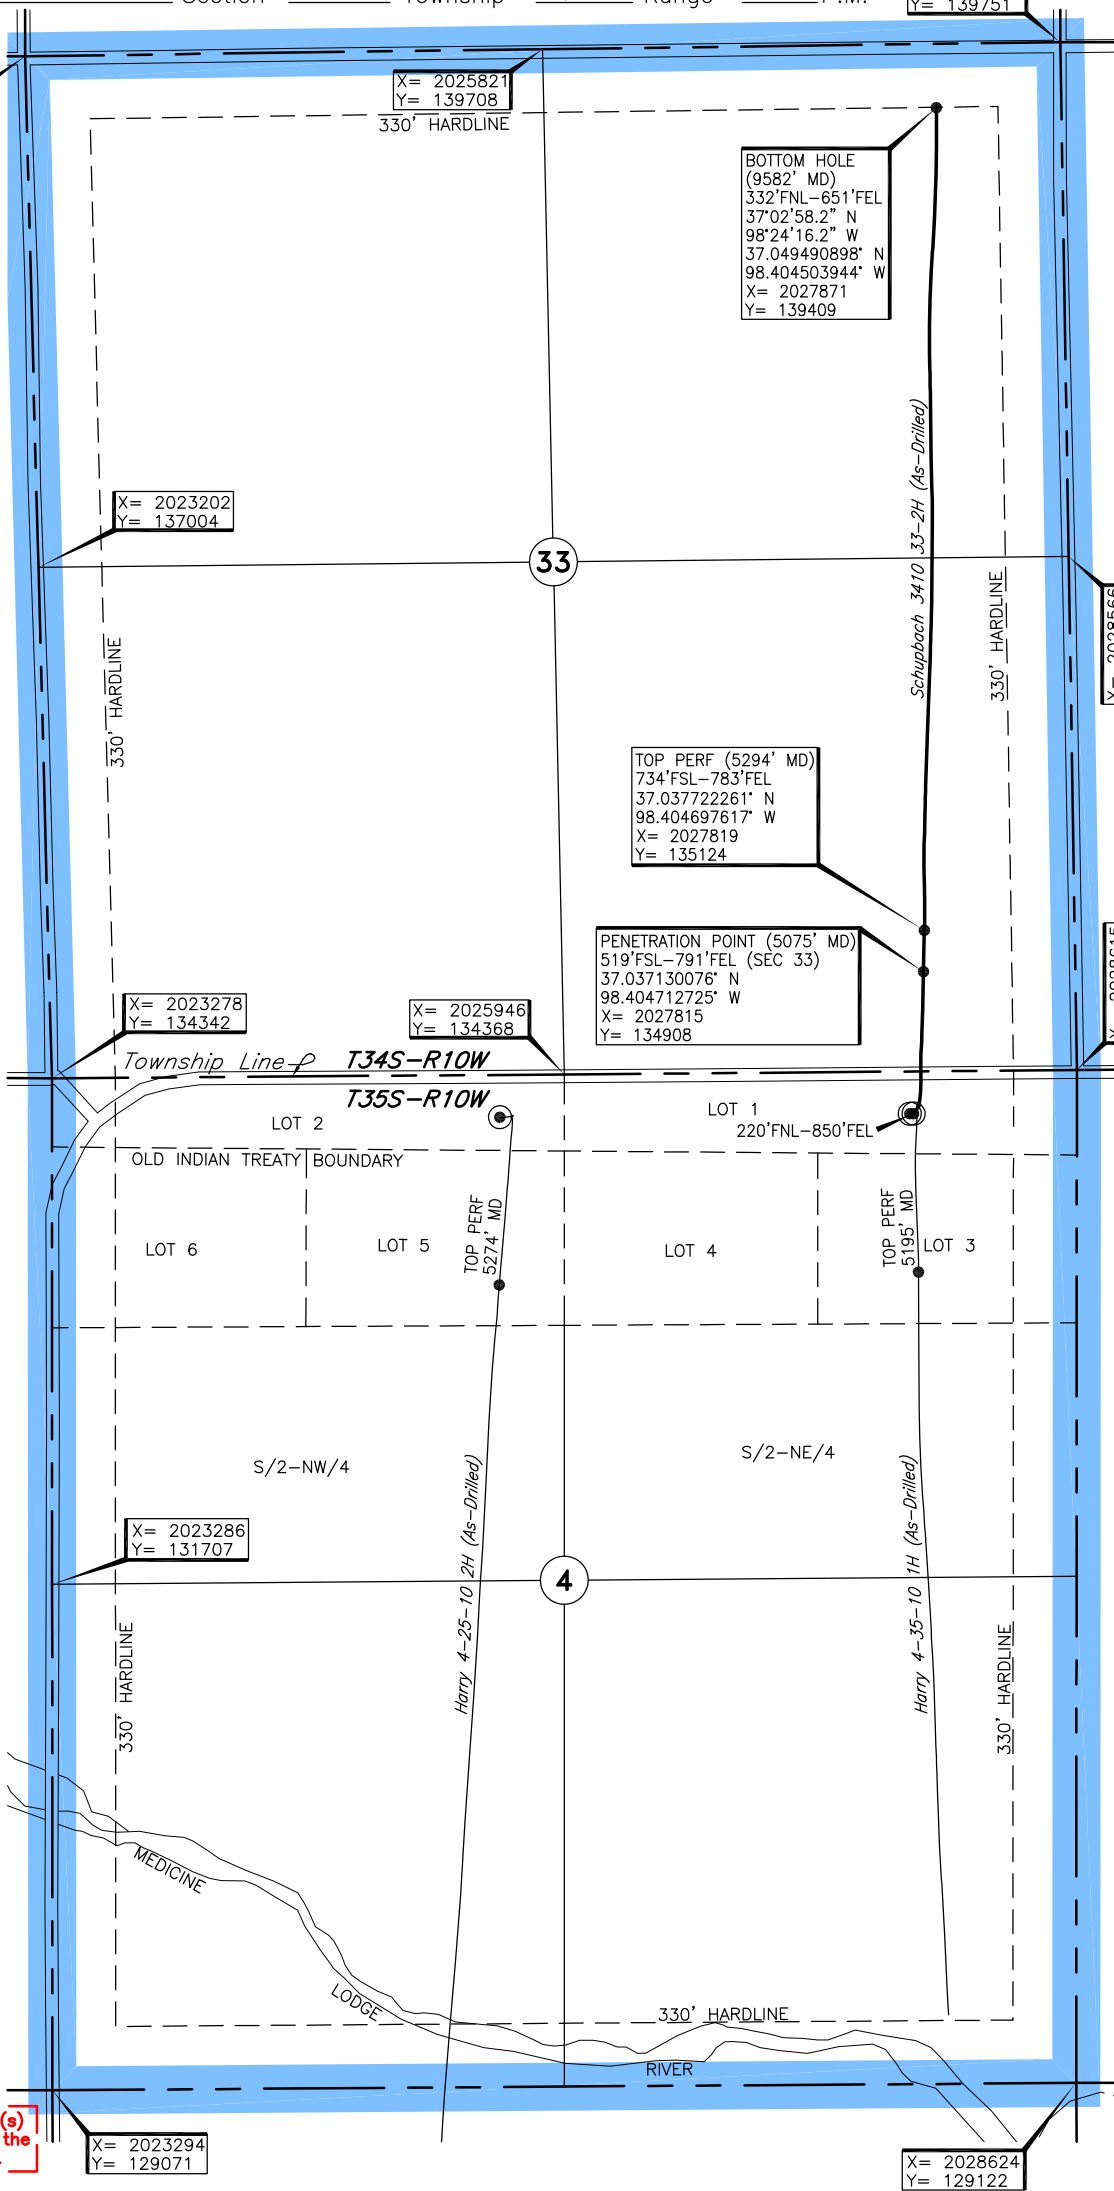 Section Township Range P.M.
Y= 139751
X= 2025821
Y= 139708
330' HARDLINE
BOTTOM HOLE
(9582' MD)
332'FNL-651'FEL
37°02'58.2" N
98°24'16.2" W
37.049490898° N
98.404503944° W
X= 2027871
Y= 139409
Schupbach 3410 33-2H (As-Drilled)
X= 2023202
Y= 137004
33
330' HARDLINE
330' HARDLINE
X= 2028566
TOP PERF (5294' MD)
734'FSL-783'FEL
37.037722261° N
98.404697617° W
X= 2027819
Y= 135124
PENETRATION POINT (5075' MD)
519'FSL-791'FEL (SEC 33)
37.037130076° N
98.404712725° W
X= 2027815
Y= 134908
X= 2023278
Y= 134342
X= 2025946
Y= 134368
X= 2028615
Township Line
T34S-R10W
T35S-R10W
LOT 2
LOT 1
220'FNL-850'FEL
OLD INDIAN TREATY BOUNDARY
TOP PERF
5274' MD
TOP PERF
5195' MD
LOT 6
LOT 5
LOT 4
LOT 3
S/2-NW/4
S/2-NE/4
Harry 4-25-10 2H (As-Drilled)
Harry 4-35-10 1H (As-Drilled)
X= 2023286
Y= 131707
4
330' HARDLINE
330' HARDLINE
MEDICINE
LODGE
RIVER
330' HARDLINE
(s)
the
X= 2023294
Y= 129071
X= 2028624
Y= 129122